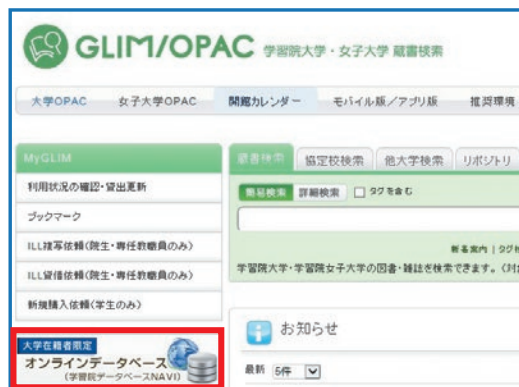 GLIM/OPAC 学習院大学・女子大学 蔵書検索
大学OPAC 女子大学OPAC 開館カレンダー モバイル版/アプリ版 推奨環境
MyGLIM
利用状況の確認・貸出更新
ブックマーク
ILL複写依頼(院生・専任教職員のみ)
ILL貸借依頼(院生・専任教職員のみ)
新規購入依頼(学生のみ)
大学在籍者限定
オンラインデータベース
(学習院データベースNAVI)
蔵書検索 協定校検索 他大学検索 リポジトリ
簡易検索 詳細検索 タグを含む
新着案内 | タグ検
学習院大学・学習院女子大学の図書・雑誌を検索できます。(対
お知らせ
最新 5件